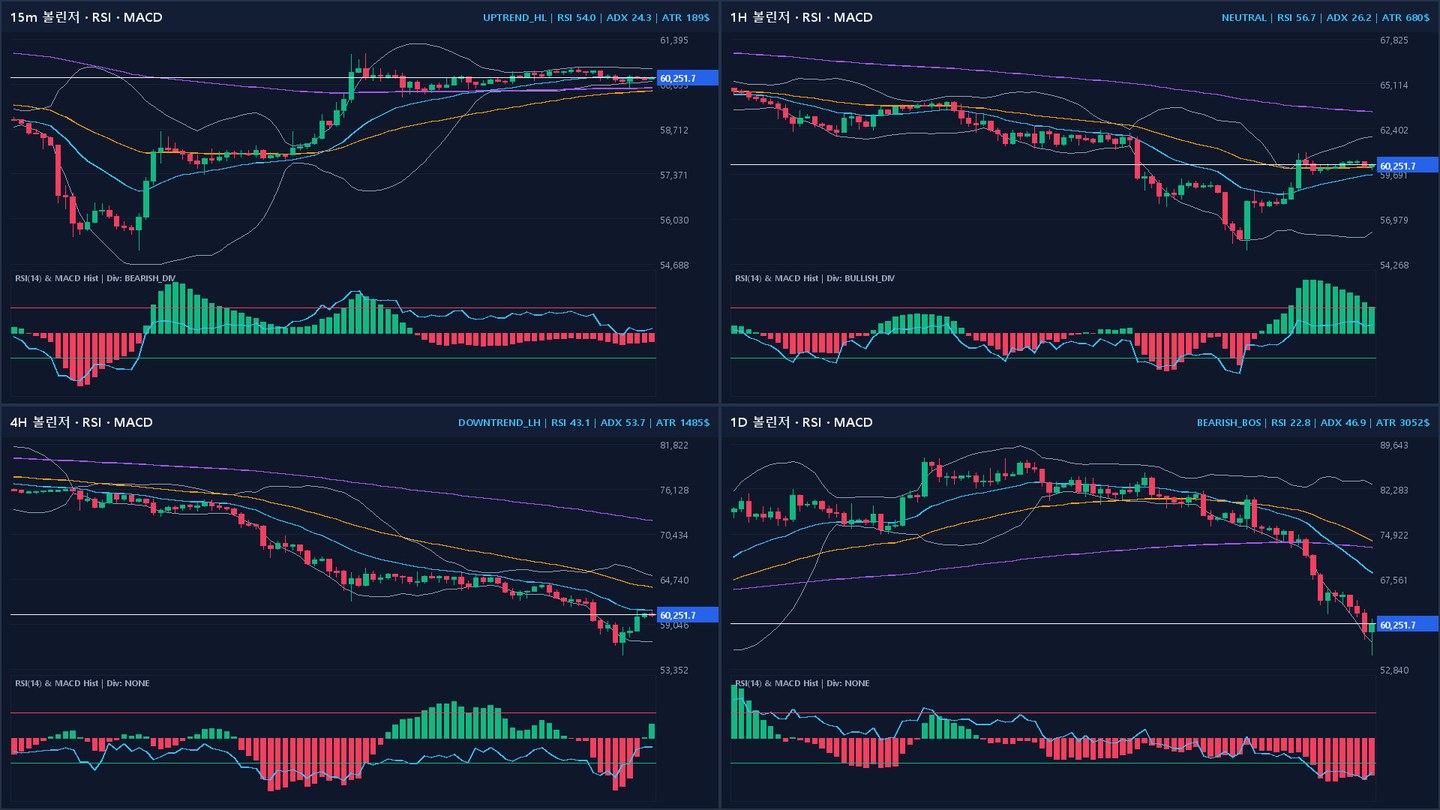 15m 볼린저 · RSI · MACD
UPTREND_HL | RSI 54.0 | ADX 24.3 | ATR 189$
61,395
60,251.7
58,712
57,371
56,030
54,688
RSI(14) & MACD Hist | Div: BEARISH_DIV
1H 볼린저 · RSI · MACD
NEUTRAL | RSI 56.7 | ADX 26.2 | ATR 680$
67,825
65,114
62,402
60,251.7
59,691
56,979
54,268
RSI(14) & MACD Hist | Div: BULLISH_DIV
4H 볼린저 · RSI · MACD
DOWNTREND_LH | RSI 43.1 | ADX 53.7 | ATR 1485$
81,822
76,128
70,434
64,740
60,251.7
59,046
53,352
RSI(14) & MACD Hist | Div: NONE
1D 볼린저 · RSI · MACD
BEARISH_BOS | RSI 22.8 | ADX 46.9 | ATR 3052$
89,643
82,283
74,922
67,561
60,251.7
52,840
RSI(14) & MACD Hist | Div: NONE